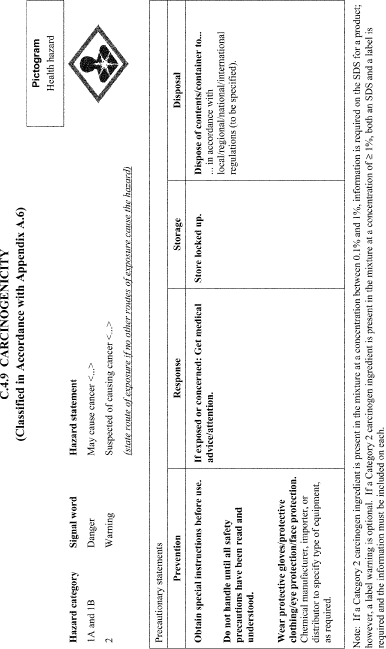 C.4.9 CARCINOGENICITY
(Classified in Accordance with Appendix A.6)
Pictogram
Health hazard
Hazard category Signal word Hazard statement
1A and 1B Danger May cause cancer <...>
2 Warning Suspected of causing cancer <...>
(state route of exposure if no other routes of exposure cause the hazard)
Precautionary statements
Prevention Response Storage Disposal
Obtain special instructions before use.
Do not handle until all safety
precautions have been read and
understood.
Wear protective gloves/protective
clothing/eye protection/face protection.
Chemical manufacturer, importer, or
distributor to specify type of equipment,
as required.
If exposed or concerned: Get medical
advice/attention.
Store locked up.
Dispose of contents/container to...
... in accordance with
local/regional/national/international
regulations (to be specified).
Note: If a Category 2 carcinogen ingredient is present in the mixture at a concentration between 0.1% and 1%, information is required on the SDS for a product;
however, a label warning is optional. If a Category 2 carcinogen ingredient is present in the mixture at a concentration of ≥ 1%, both an SDS and a label is
required and the information must be included on each.